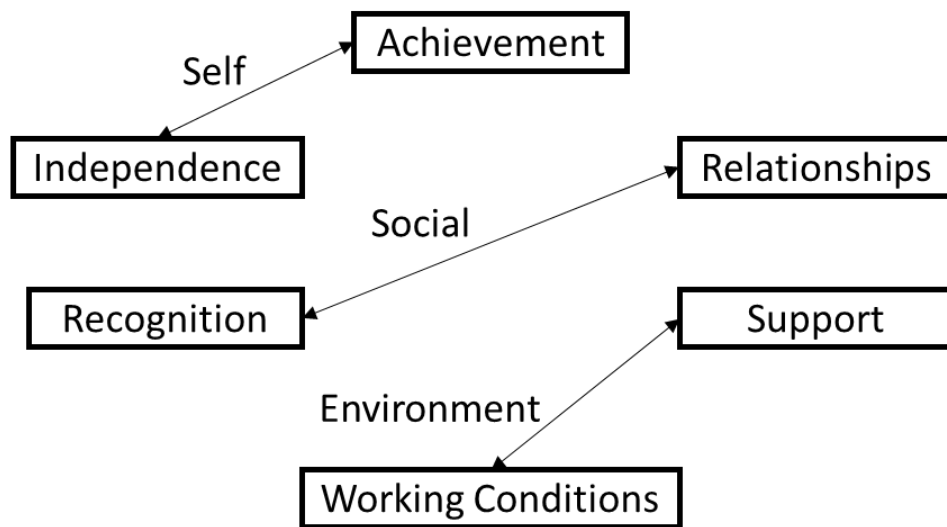 Achievement
Self
Independence
Relationships
Social
Recognition
Support
Environment
Working Conditions